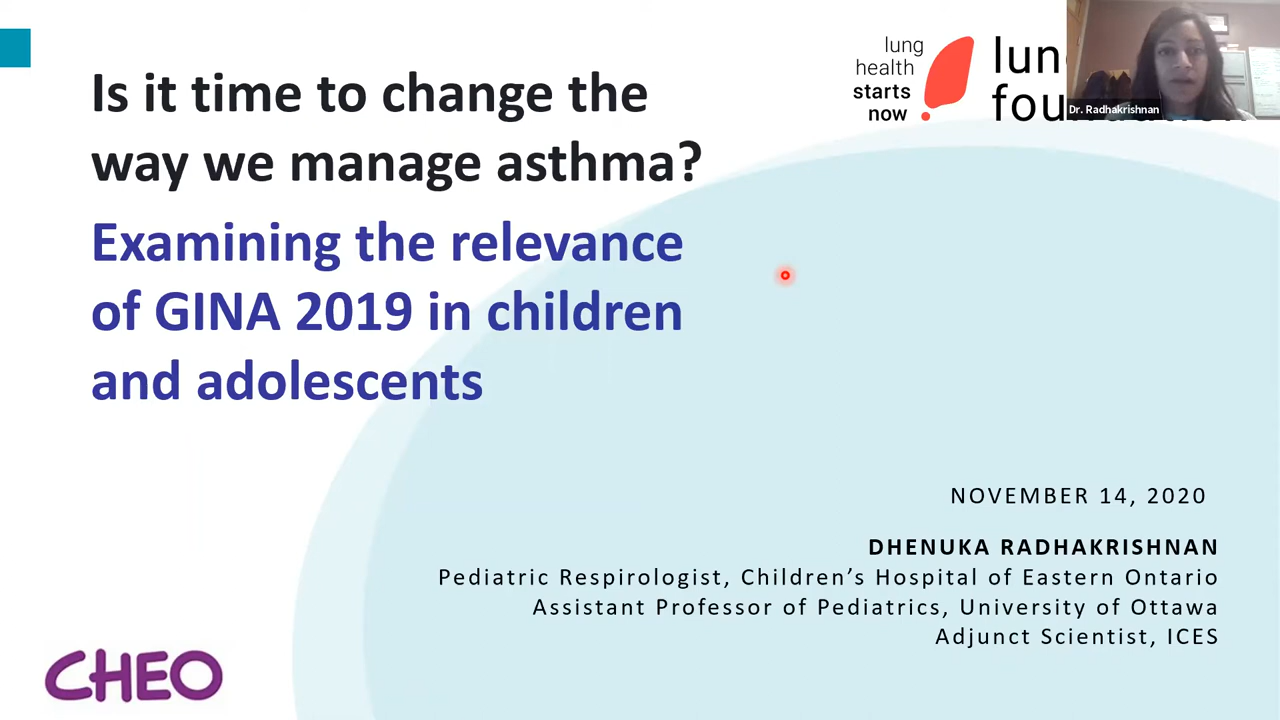 Is it time to change the
way we manage asthma?
Examining the relevance
of GINA 2019 in children
and adolescents
lung
health
starts
now
Dr. Radhakrishnan
NOVEMBER 14, 2020
DHENUKA RADHAKRISHNAN
Pediatric Respirologist, Children's Hospital of Eastern Ontario
Assistant Professor of Pediatrics, University of Ottawa
Adjunct Scientist, ICES
CHEO